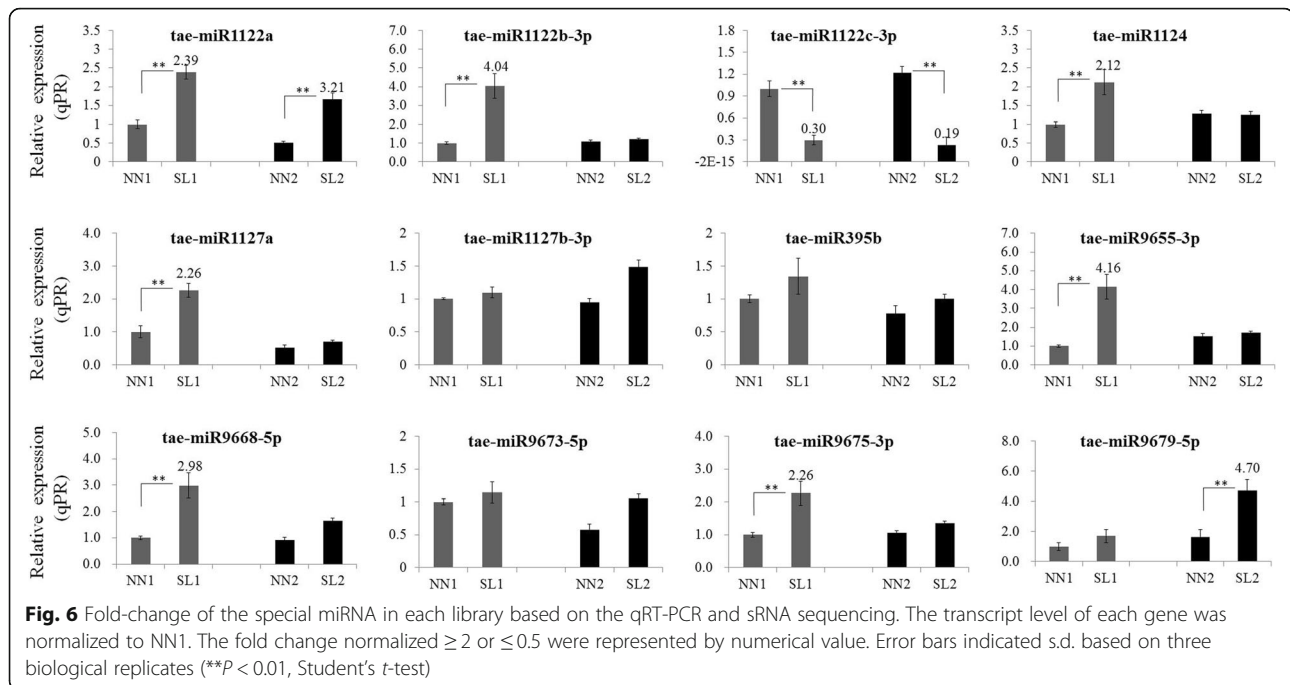 tae-miR1122a
tae-miR1122b-3p
tae-miR1122c-3p
tae-miR1124
Relative expression
(qPR)
3.5
3
2.5
2
1.5
1
0.5
0
**
2.39
**
3.21
NN1 SL1 NN2 SL2
6.0
5.0
4.0
3.0
2.0
1.0
0.0
**
4.04
NN1 SL1 NN2 SL2
1.8
1.5
1.2
0.9
0.6
0.3
-2E-15
**
0.30
**
0.19
NN1 SL1 NN2 SL2
3.5
3
2.5
2
1.5
1
0.5
0
**
2.12
NN1 SL1 NN2 SL2
tae-miR1127a
tae-miR1127b-3p
tae-miR395b
tae-miR9655-3p
Relative expression
(qPR)
4.0
3.0
2.0
1.0
0.0
**
2.26
NN1 SL1 NN2 SL2
2
1.5
1
0.5
0
NN1 SL1 NN2 SL2
2
1.5
1
0.5
0
NN1 SL1 NN2 SL2
7.0
6.0
5.0
4.0
3.0
2.0
1.0
0.0
**
4.16
NN1 SL1 NN2 SL2
tae-miR9668-5p
tae-miR9673-5p
tae-miR9675-3p
tae-miR9679-5p
Relative expression
(qPR)
5.0
4.0
3.0
2.0
1.0
0.0
**
2.98
NN1 SL1 NN2 SL2
2
1.5
1
0.5
0
NN1 SL1 NN2 SL2
4.0
3.0
2.0
1.0
0.0
**
2.26
NN1 SL1 NN2 SL2
8.0
6.0
4.0
2.0
0.0
**
4.70
NN1 SL1 NN2 SL2
Fig. 6 Fold-change of the special miRNA in each library based on the qRT-PCR and sRNA sequencing. The transcript level of each gene was
normalized to NN1. The fold change normalized ≥ 2 or ≤ 0.5 were represented by numerical value. Error bars indicated s.d. based on three
biological replicates (**P < 0.01, Student's t-test)